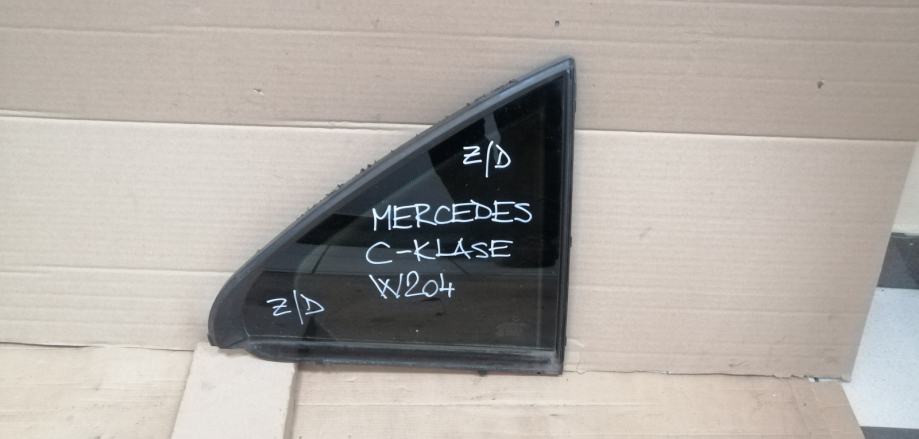 Z/D
MERCEDES
C-KLASE
W204
Z/D